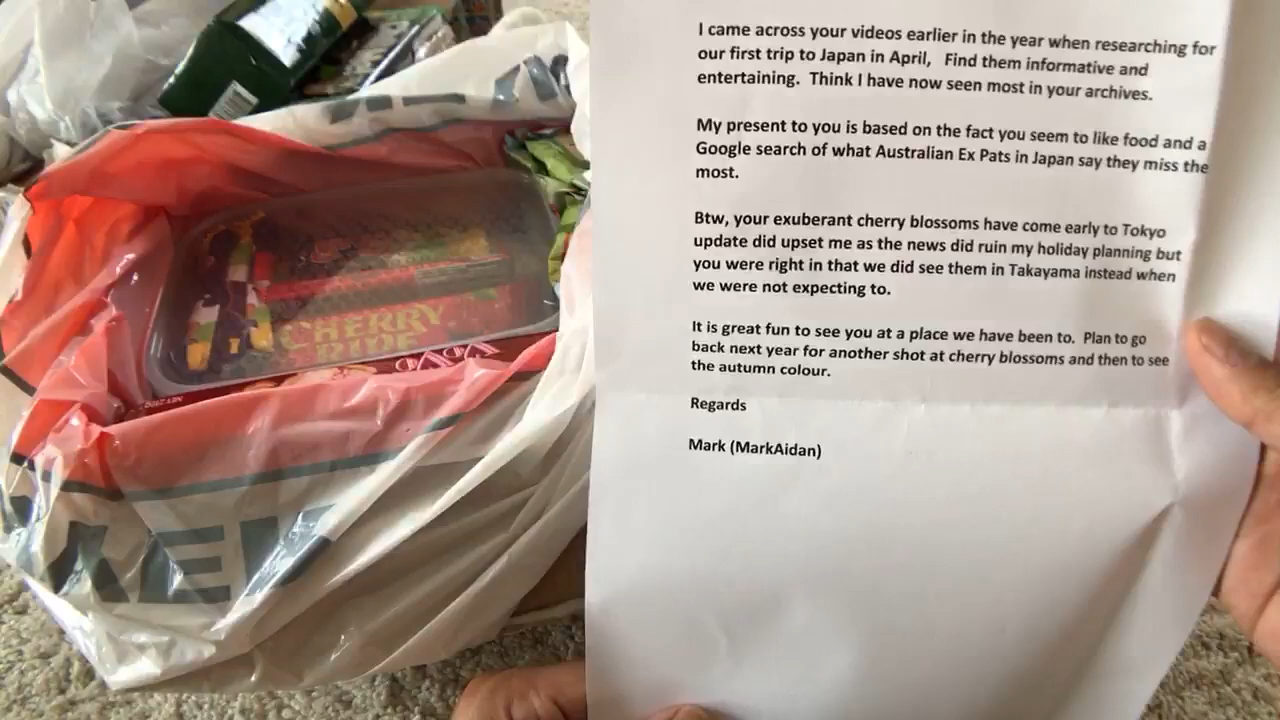 CHERRY
RIPE
I came across your videos earlier in the year when researching for
our first trip to Japan in April, Find them informative and
entertaining. Think I have now seen most in your archives.
My present to you is based on the fact you seem to like food and a
Google search of what Australian Ex Pats in Japan say they miss the
most.
Btw, your exuberant cherry blossoms have come early to Tokyo
update did upset me as the news did ruin my holiday planning but
you were right in that we did see them in Takayama instead when
we were not expecting to.
It is great fun to see you at a place we have been to. Plan to go
back next year for another shot at cherry blossoms and then to see
the autumn colour.
Regards
Mark (MarkAidan)